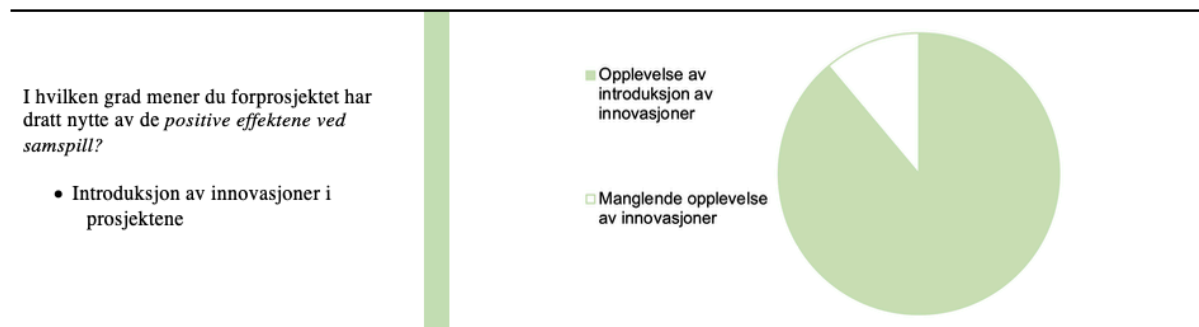 I hvilken grad mener du forprosjektet har
dratt nytte av de positive effektene ved
samspill?
• Introduksjon av innovasjoner i
prosjektene
Opplevelse av
introduksjon av
innovasjoner
Manglende opplevelse
av innovasjoner